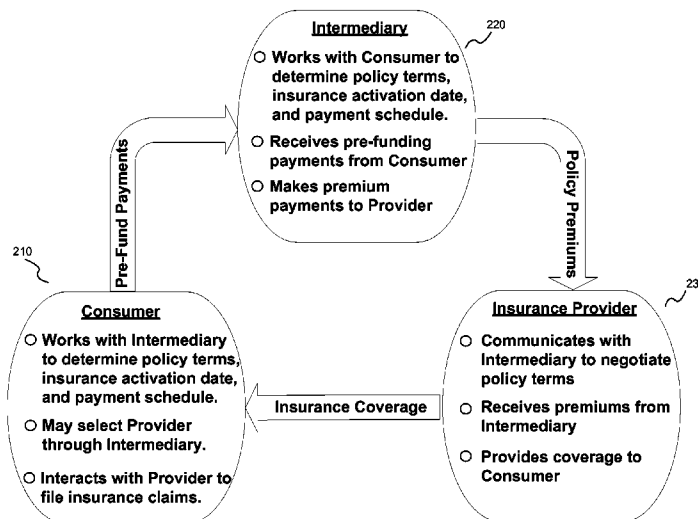 Intermediary
220
○ Works with Consumer to
determine policy terms,
insurance activation date,
and payment schedule.
○ Receives pre-funding
payments from Consumer
○ Makes premium
payments to Provider
Pre-Fund Payments
Policy Premiums
210
Consumer
○ Works with Intermediary
to determine policy terms,
insurance activation date,
and payment schedule.
○ May select Provider
through Intermediary.
○ Interacts with Provider to
file insurance claims.
Insurance Coverage
23
Insurance Provider
○ Communicates with
Intermediary to negotiate
policy terms
○ Receives premiums from
Intermediary
○ Provides coverage to
Consumer